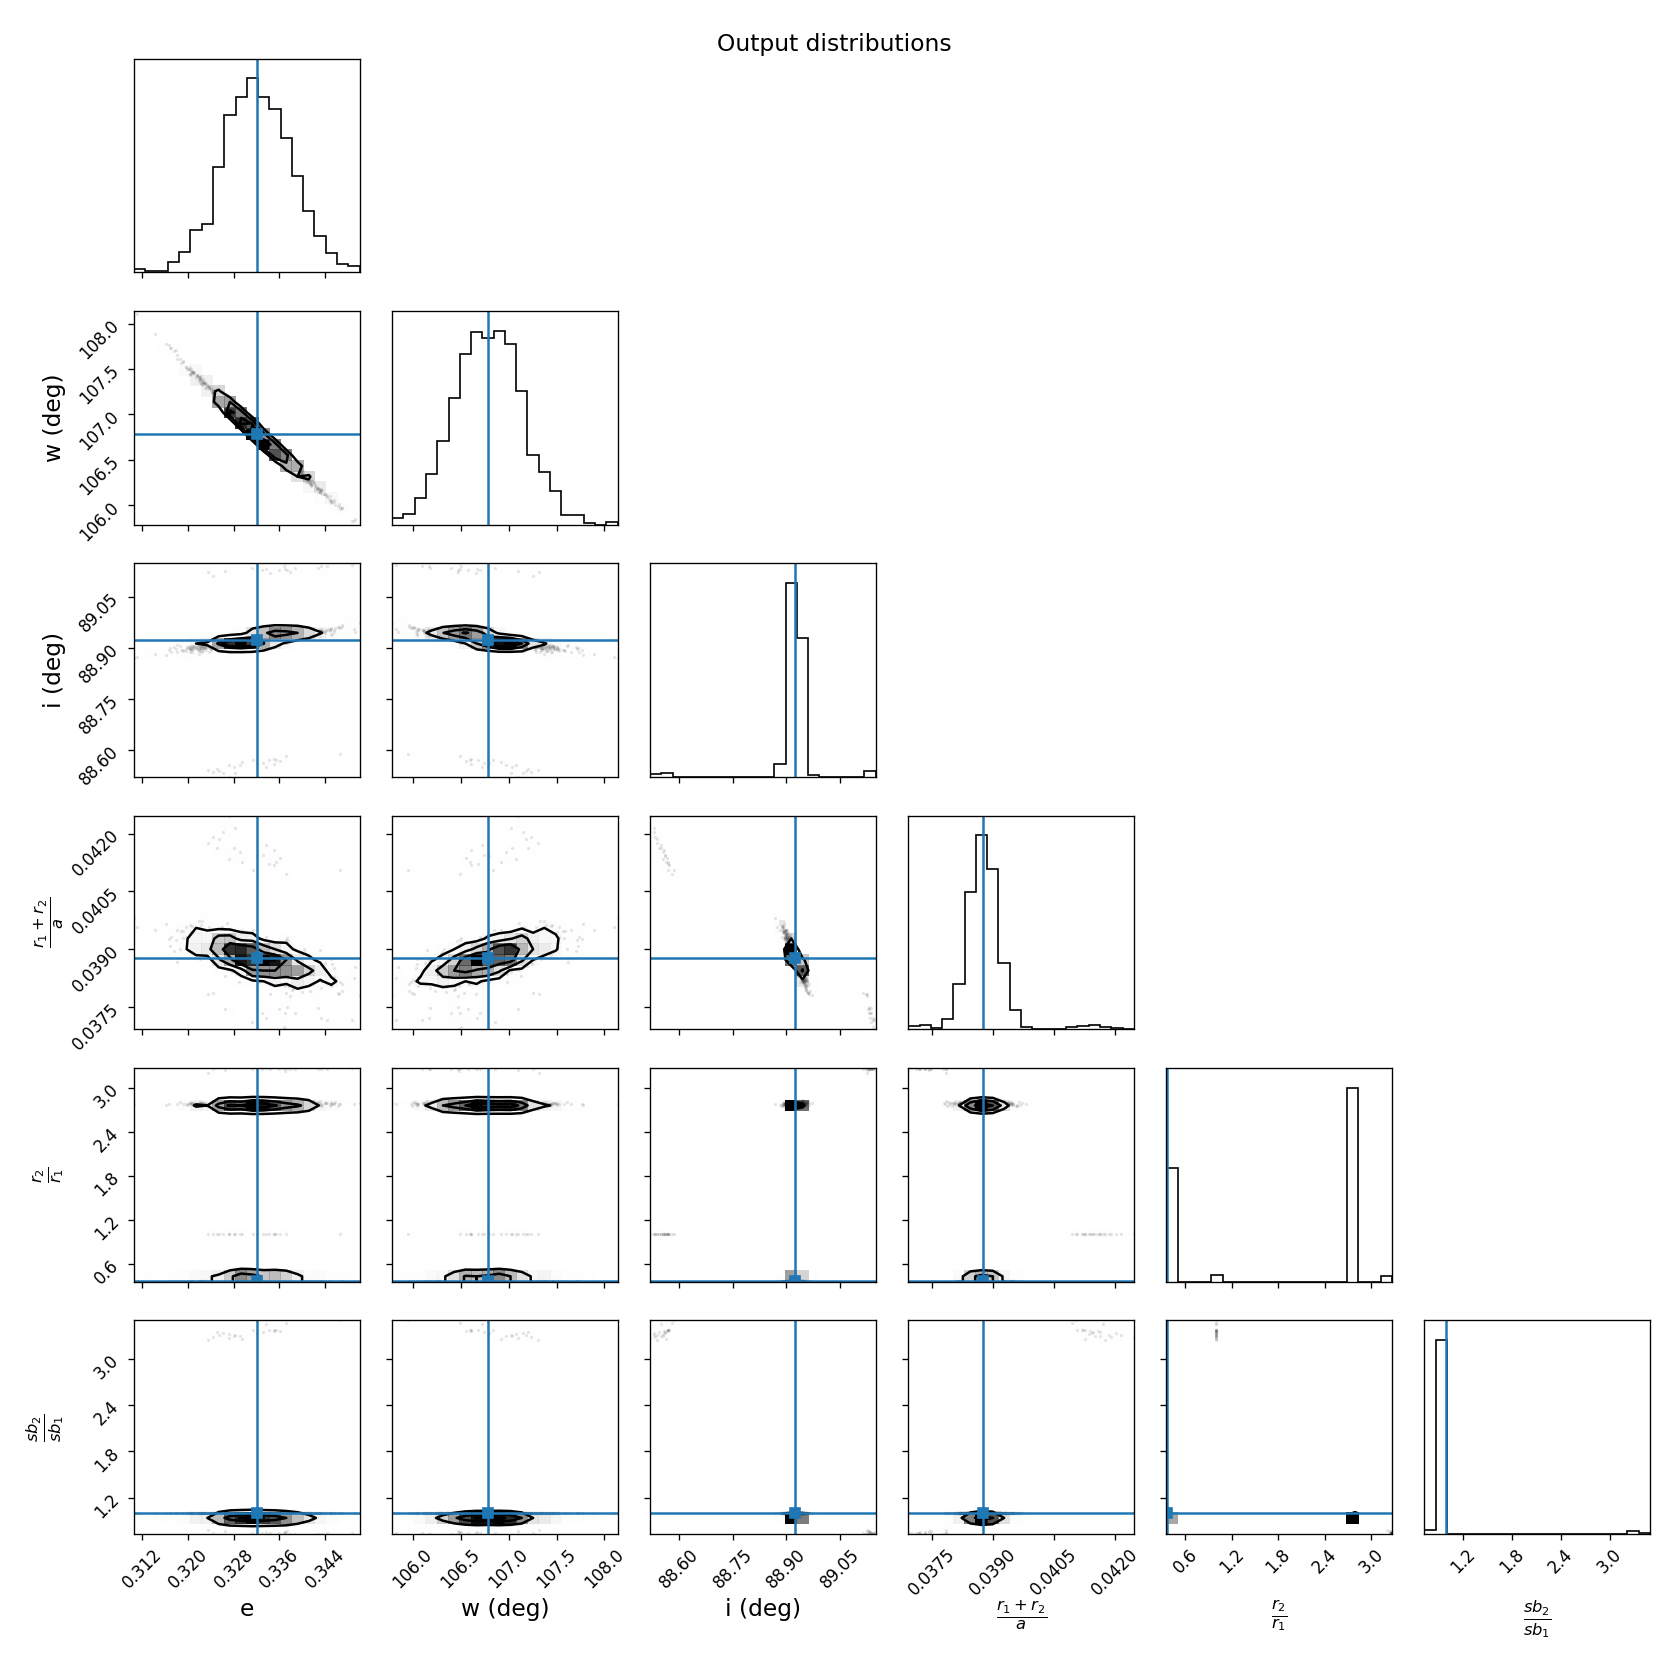 Output distributions
108.0
107.5
107.0
106.5
106.0
w (deg)
89.05
88.90
88.75
88.60
i (deg)
0.0420
0.0405
0.0390
0.0375
r₁ + r₂
a
3.0
2.4
1.8
1.2
0.6
r₂
r₁
3.0
2.4
1.8
1.2
sb₂
sb₁
0.312 0.320 0.328 0.336 0.344
106.0 106.5 107.0 107.5 108.0
88.60 88.75 88.90 89.05
0.0375 0.0390 0.0405 0.0420
0.6 1.2 1.8 2.4 3.0
1.2 1.8 2.4 3.0
e
w (deg)
i (deg)
r₁ + r₂
a
r₂
r₁
sb₂
sb₁